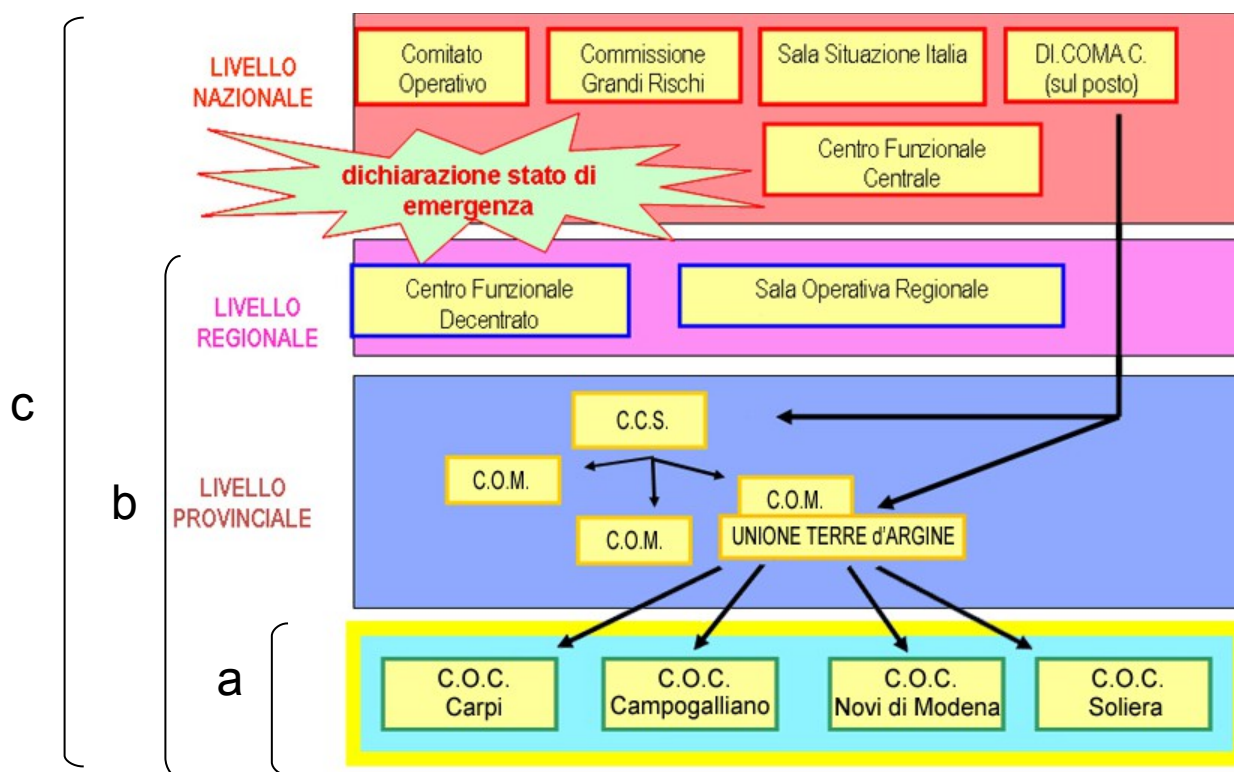 c
b
a
LIVELLO
NAZIONALE
Comitato
Operativo
Commissione
Grandi Rischi
Sala Situazione Italia
DI.COMA C.
(sul posto)
dichiarazione stato di
emergenza
Centro Funzionale
Centrale
LIVELLO
REGIONALE
Centro Funzionale
Decentrato
Sala Operativa Regionale
LIVELLO
PROVINCIALE
C.C.S.
C.O.M.
C.O.M.
C.O.M.
UNIONE TERRE d'ARGINE
C.O.C.
Carpi
C.O.C.
Campogalliano
C.O.C.
Novi di Modena
C.O.C.
Soliera